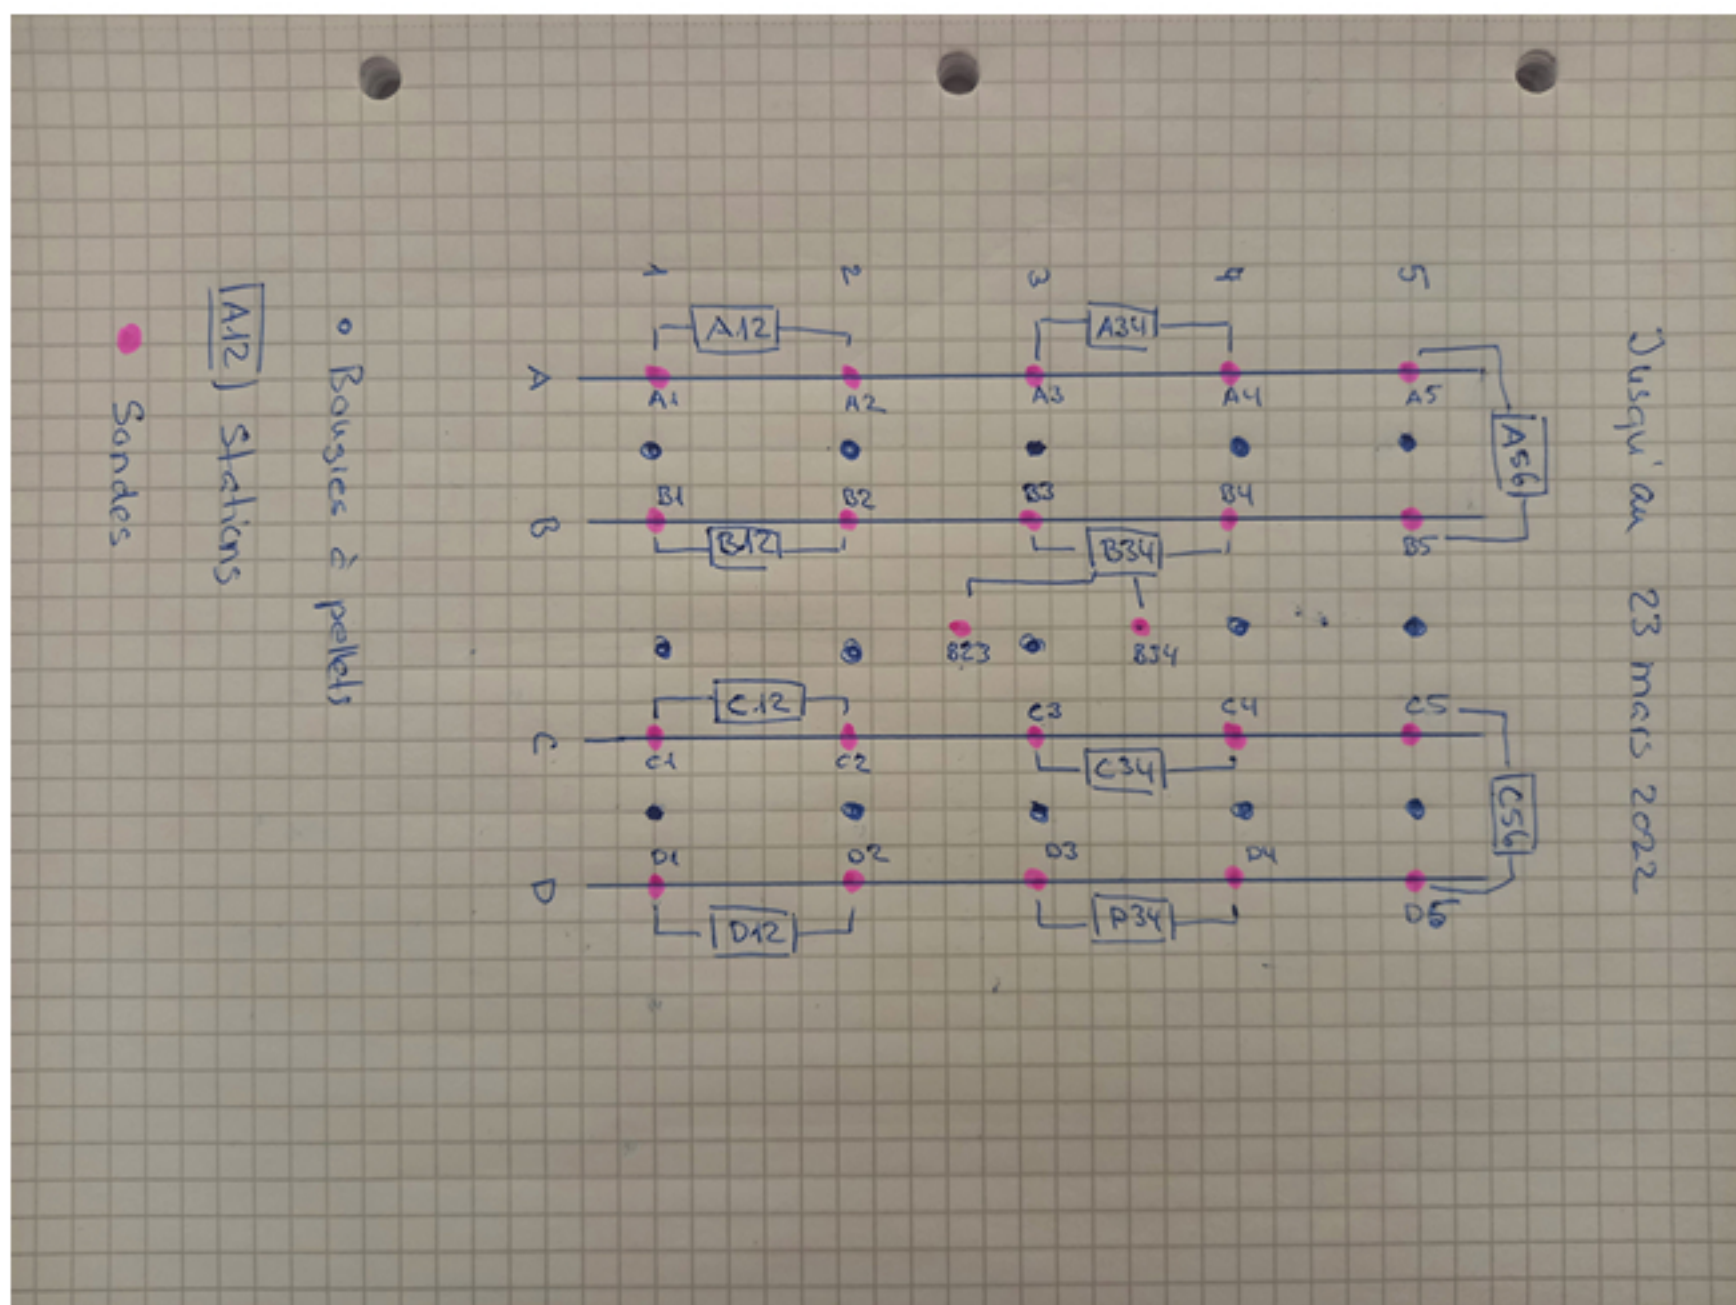 Jusqu'au 23 mars 2022
1 2 3 4 5
A12 A34
A
A1 A2 A3 A4 A5
A56
B1 B2 B3 B4
B
B12 B34 B5
B23 B34
C12 C3 C4 C5
C
C1 C2 C34
C56
D1 D2 D3 D4
D
D12 D34 D5
Bougies à pellets
A12 Stations
Sondes